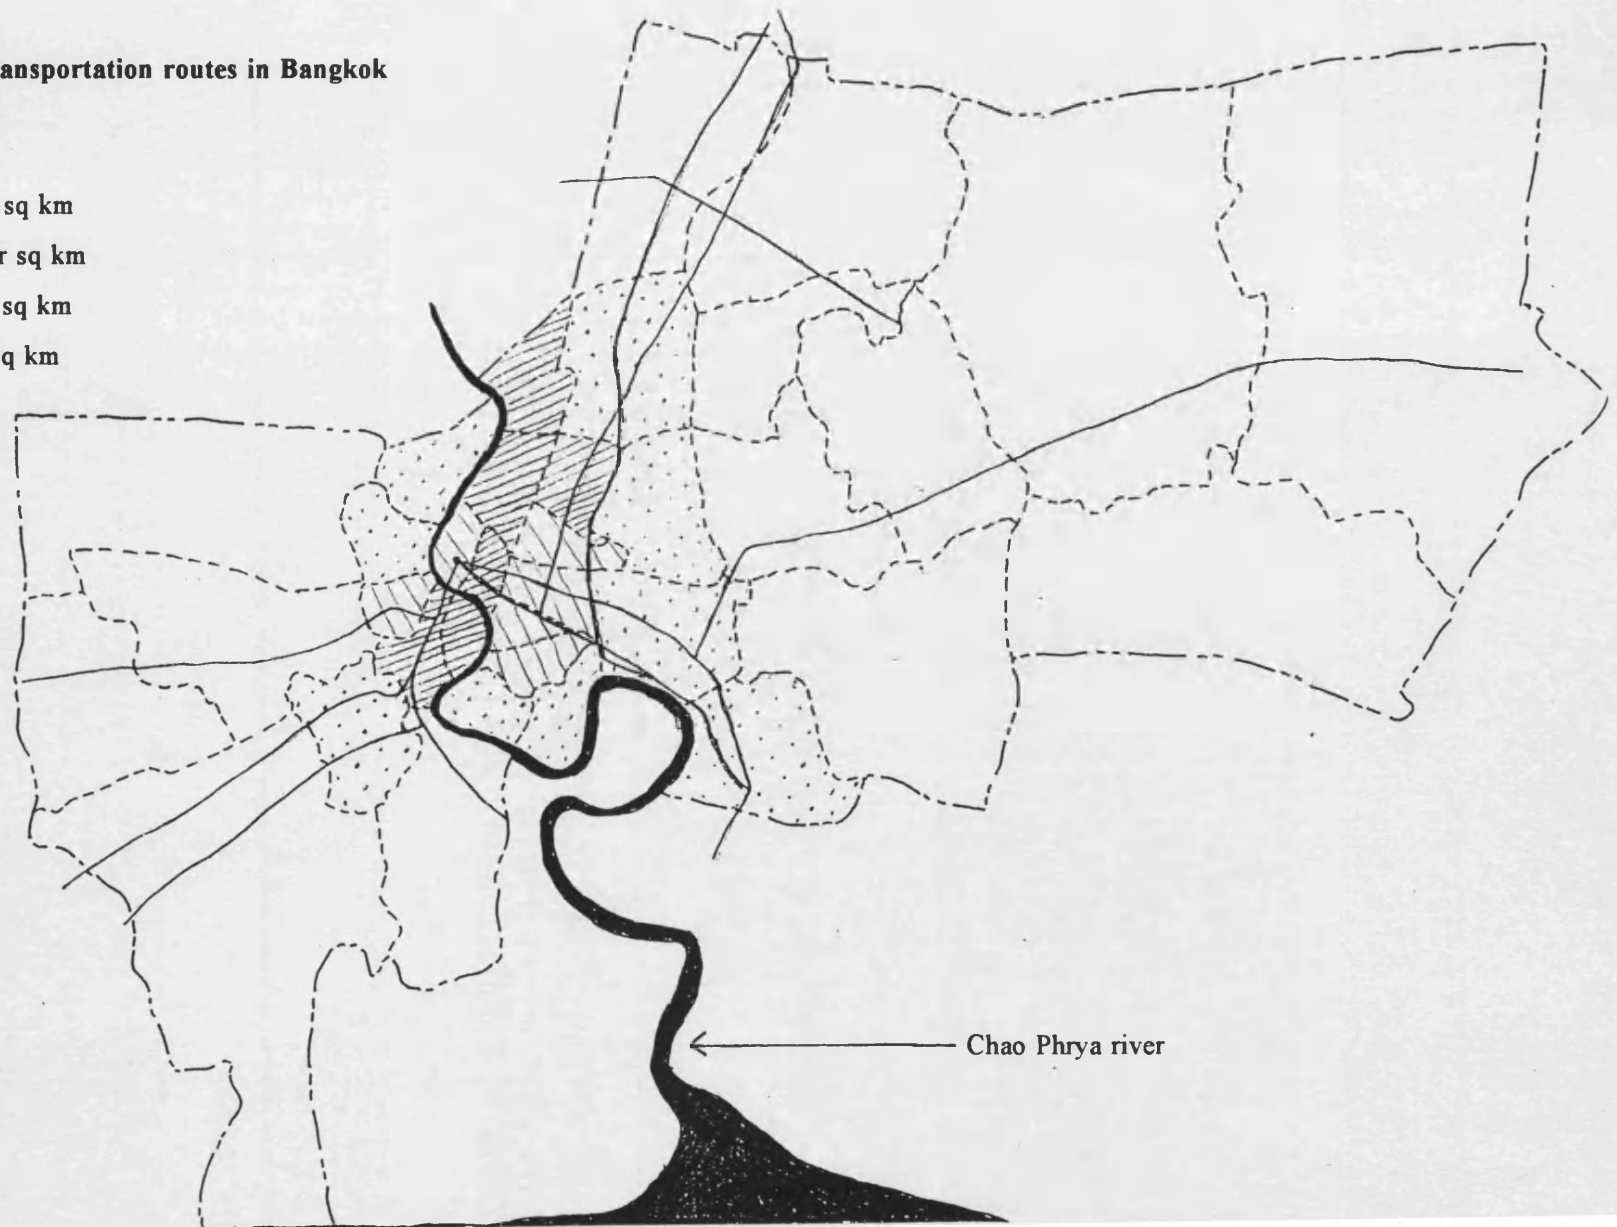 ansportation routes in Bangkok
sq km
r sq km
sq km
q km
Chao Phrya river